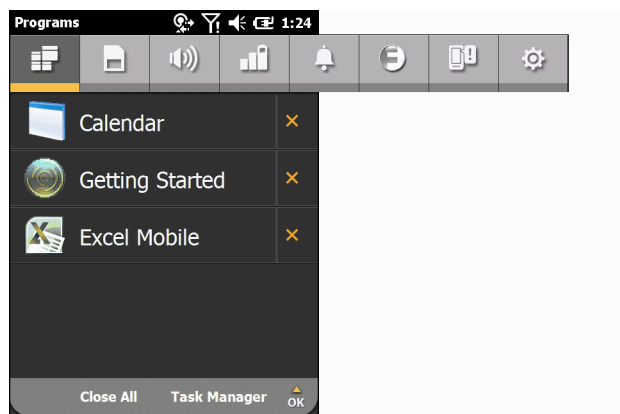 Programs 1:24
Calendar
Getting Started
Excel Mobile
Close All Task Manager OK